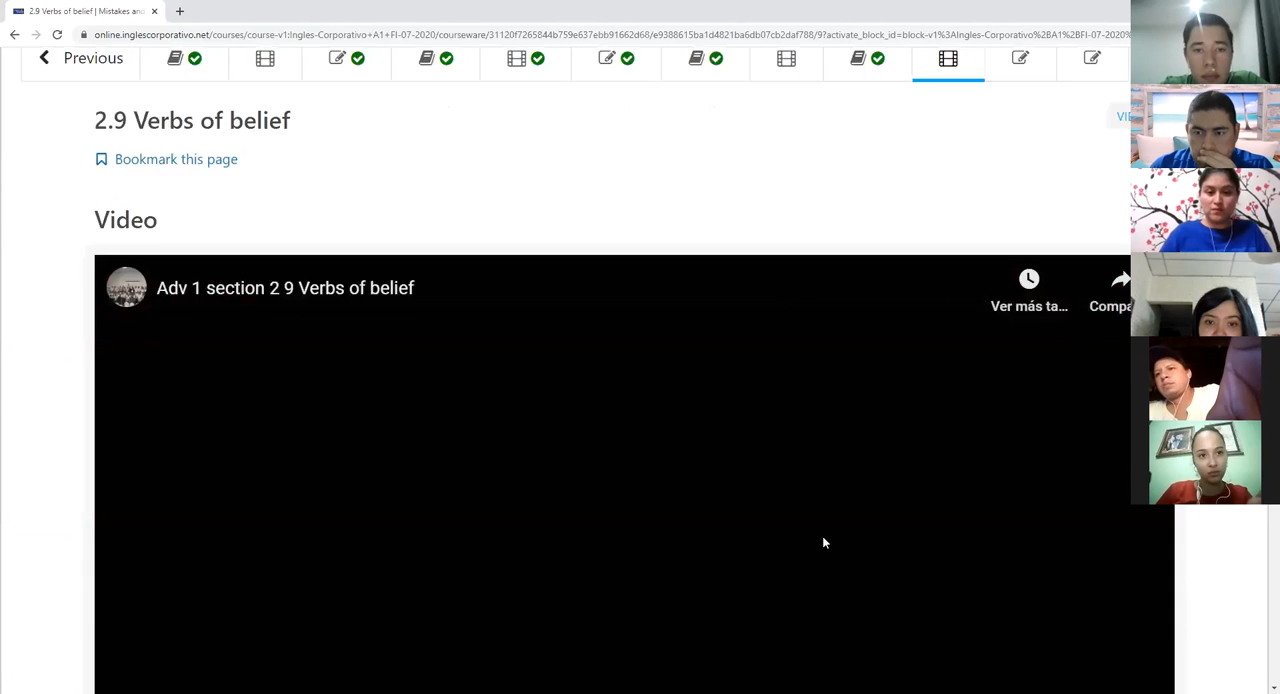 2.9 Verbs of belief | Mistakes and
online.inglescorporativo.net/courses/course-v1:Ingles-Corporativo+A1+FI-07-2020/courseware/31120f7265844b759e637ebb91662d68/e9388615ba1d4821ba6db07cb2daf788/9?activate_block_id=block-v1%3AIngles-Corporativo%2BA1%2BFI-07-2020%
Previous
2.9 Verbs of belief
VIE
Bookmark this page
Video
Adv 1 section 2 9 Verbs of belief
Ver más ta...
Compa